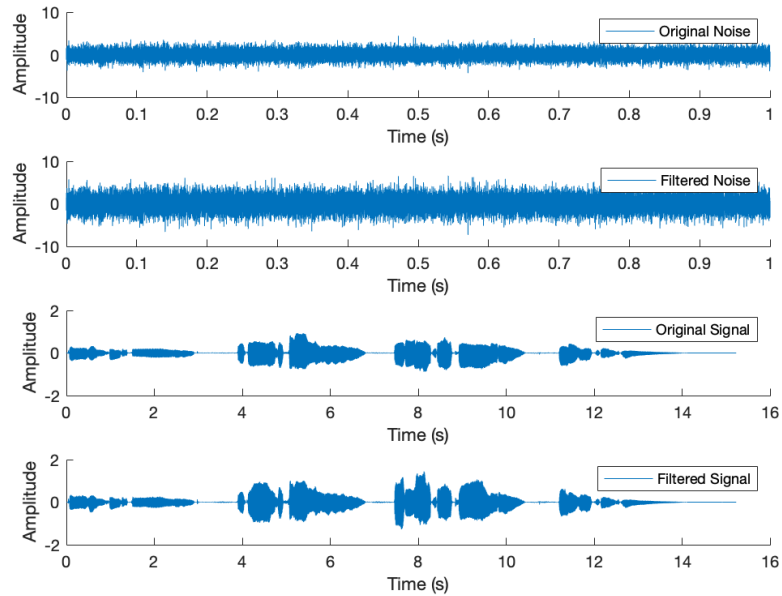 10
Original Noise
Amplitude
0
-10
0 0.1 0.2 0.3 0.4 0.5 0.6 0.7 0.8 0.9 1
Time (s)
10
Filtered Noise
Amplitude
0
-10
0 0.1 0.2 0.3 0.4 0.5 0.6 0.7 0.8 0.9 1
Time (s)
2
Original Signal
Amplitude
0
-2
0 2 4 6 8 10 12 14 16
Time (s)
2
Filtered Signal
Amplitude
0
-2
0 2 4 6 8 10 12 14 16
Time (s)